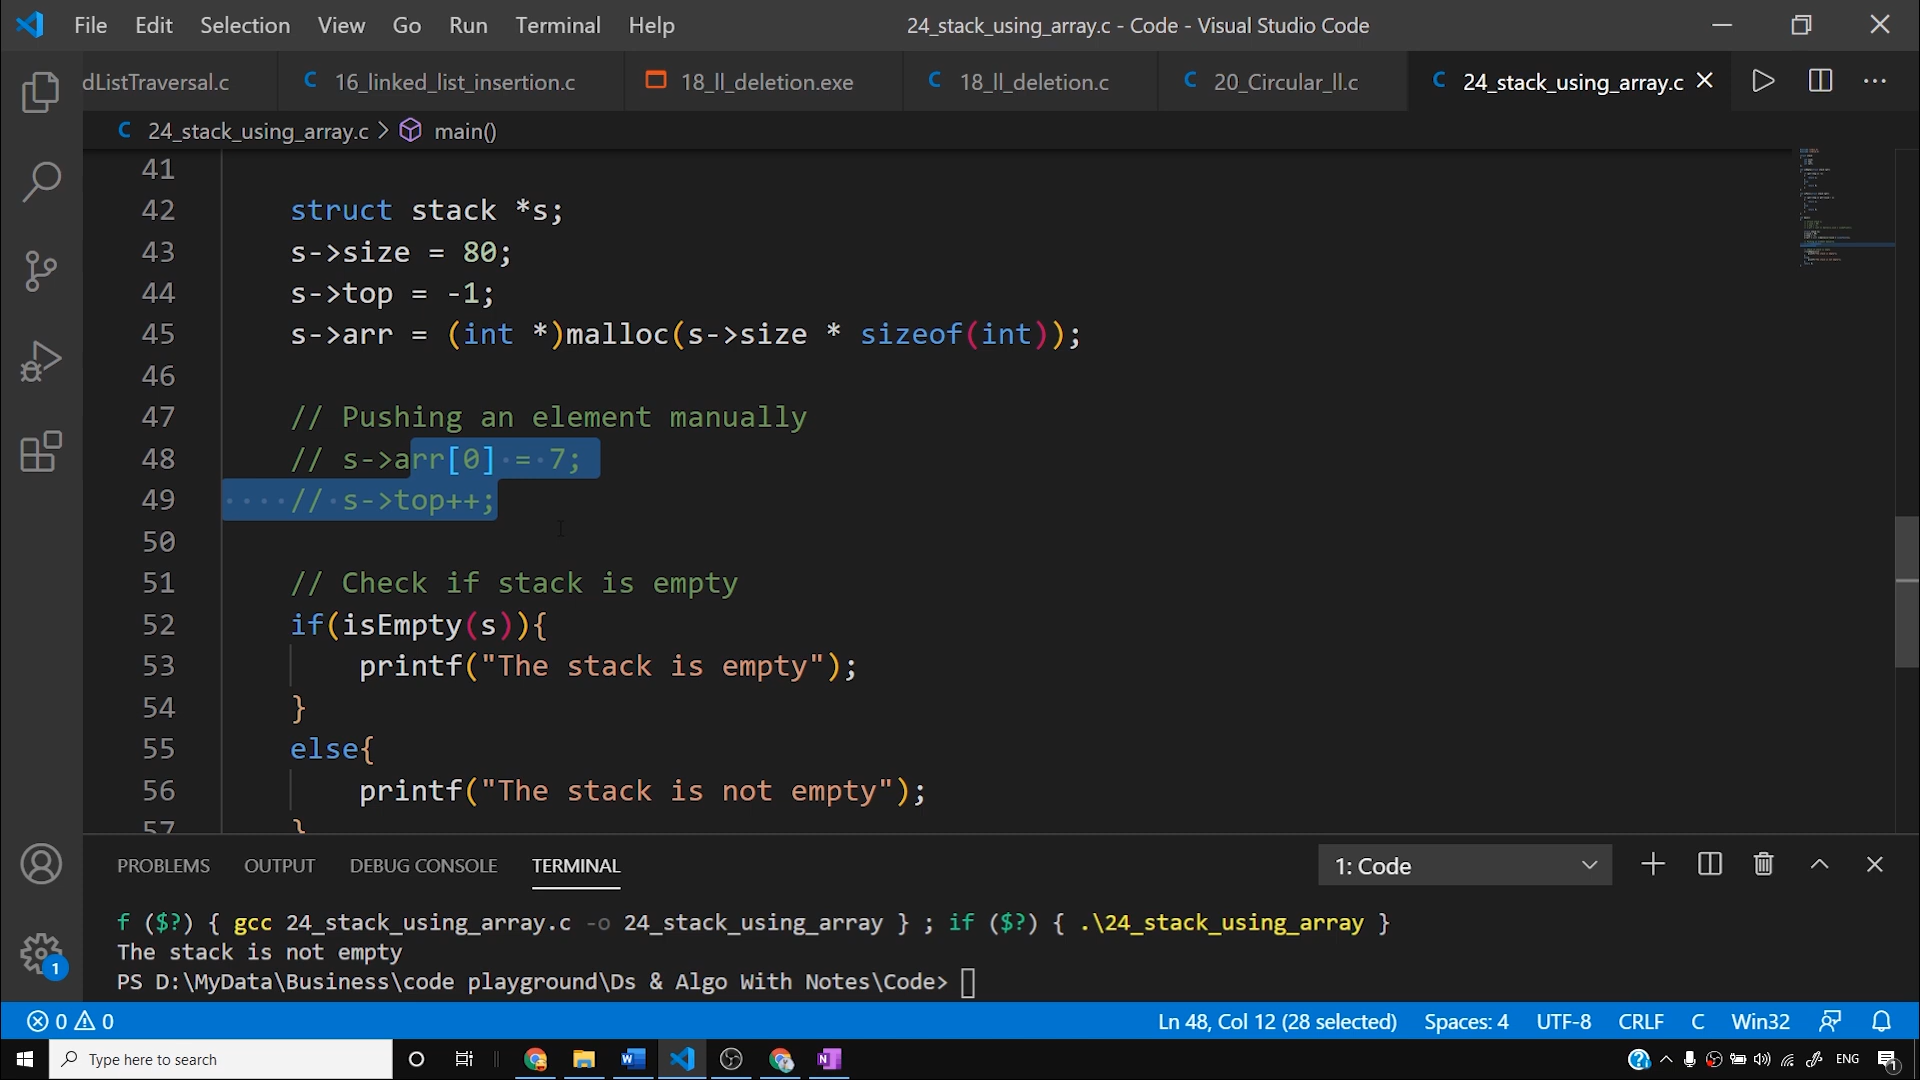 File Edit Selection View Go Run Terminal Help 24_stack_using_array.c - Code - Visual Studio Code
dListTraversal.c C 16_linked_list_insertion.c 18_ll_deletion.exe C 18_ll_deletion.c C 20_Circular_ll.c C 24_stack_using_array.c
C 24_stack_using_array.c > main()
41
42 struct stack *s;
43 s->size = 80;
44 s->top = -1;
45 s->arr = (int *)malloc(s->size * sizeof(int));
46
47 // Pushing an element manually
48 // s->arr[0] = 7;
49 // s->top++;
50
51 // Check if stack is empty
52 if(isEmpty(s)){
53 printf("The stack is empty");
54 }
55 else{
56 printf("The stack is not empty");
57 }
PROBLEMS OUTPUT DEBUG CONSOLE TERMINAL 1: Code
f ($?) { gcc 24_stack_using_array.c -o 24_stack_using_array } ; if ($?) { .\24_stack_using_array }
The stack is not empty
PS D:\MyData\Business\code playground\Ds & Algo With Notes\Code>
1
0 0 Ln 48, Col 12 (28 selected) Spaces: 4 UTF-8 CRLF C Win32
Type here to search ENG 1